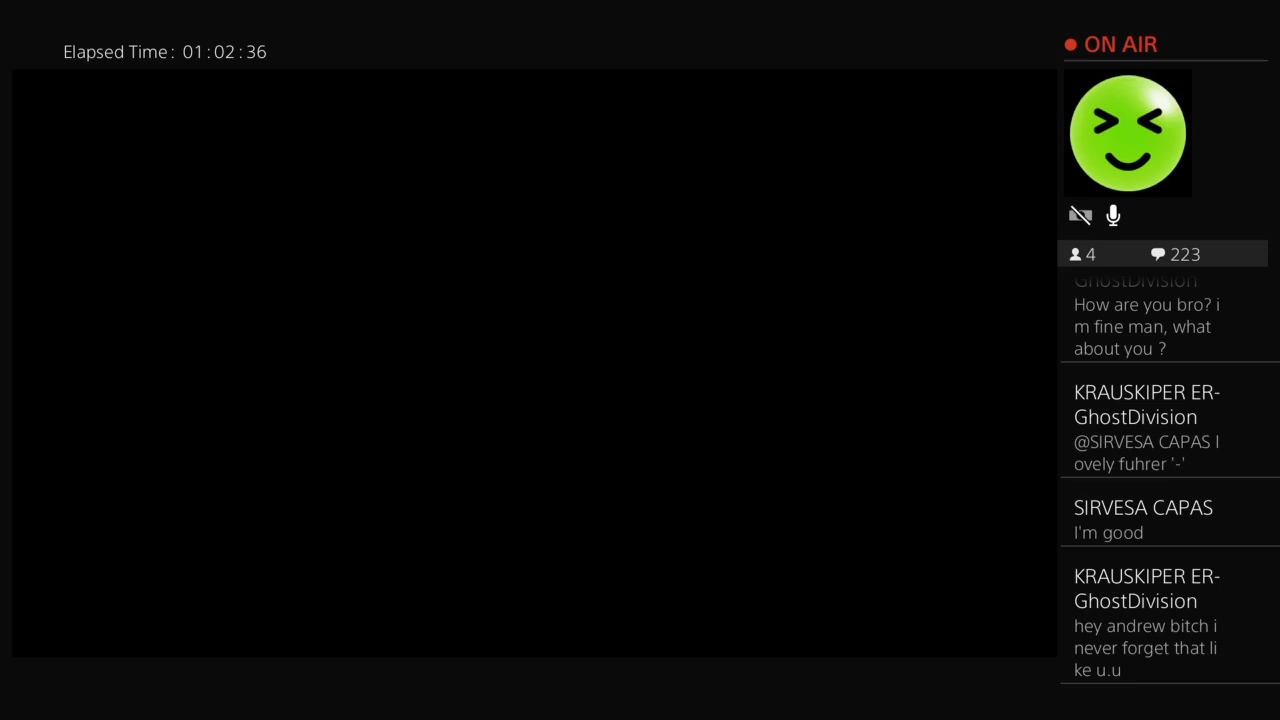 Elapsed Time: 01:02:36
ON AIR
4 223
GhostDivision
How are you bro? i
m fine man, what
about you ?
KRAUSKIPER ER-
GhostDivision
@SIRVESA CAPAS l
ovely fuhrer '-'
SIRVESA CAPAS
I'm good
KRAUSKIPER ER-
GhostDivision
hey andrew bitch i
never forget that li
ke u.u